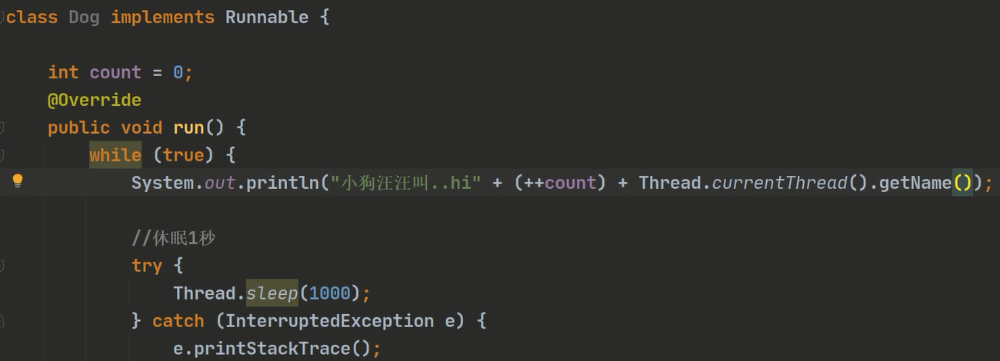 class Dog implements Runnable {
int count = 0;
@Override
public void run() {
while (true) {
System.out.println("小狗汪汪叫..hi" + (++count) + Thread.currentThread().getName());
//休眠1秒
try {
Thread.sleep(1000);
} catch (InterruptedException e) {
e.printStackTrace();